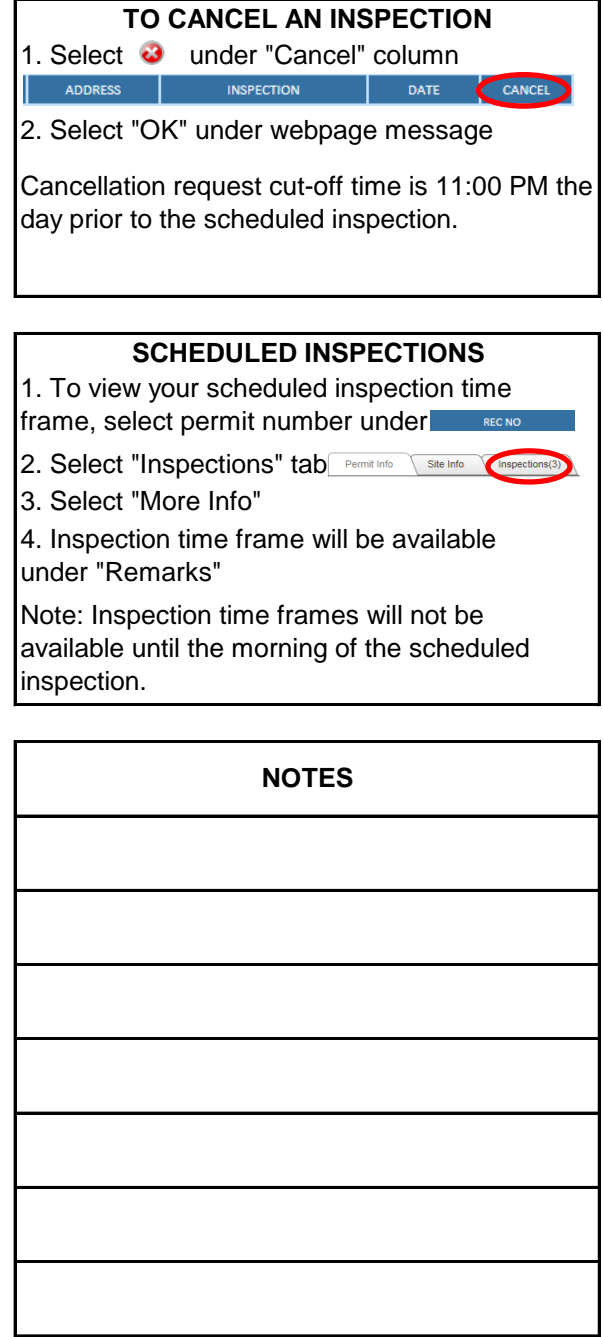 TO CANCEL AN INSPECTION
1. Select under "Cancel" column
ADDRESS INSPECTION DATE CANCEL
2. Select "OK" under webpage message
Cancellation request cut-off time is 11:00 PM the
day prior to the scheduled inspection.
SCHEDULED INSPECTIONS
1. To view your scheduled inspection time
frame, select permit number under REC NO
2. Select "Inspections" tab Permit Info Site Info Inspections(3)
3. Select "More Info"
4. Inspection time frame will be available
under "Remarks"
Note: Inspection time frames will not be
available until the morning of the scheduled
inspection.
NOTES